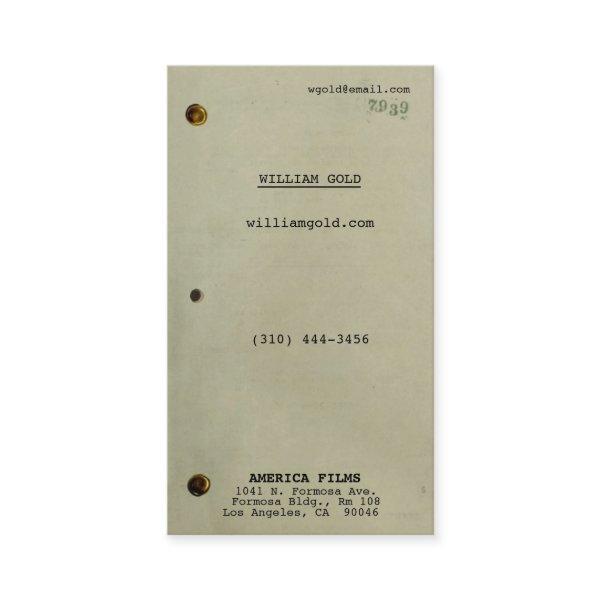 wgold@email.com
7939
WILLIAM GOLD
williamgold.com
(310) 444-3456
AMERICA FILMS
1041 N. Formosa Ave.
Formosa Bldg., Rm 108
Los Angeles, CA 90046